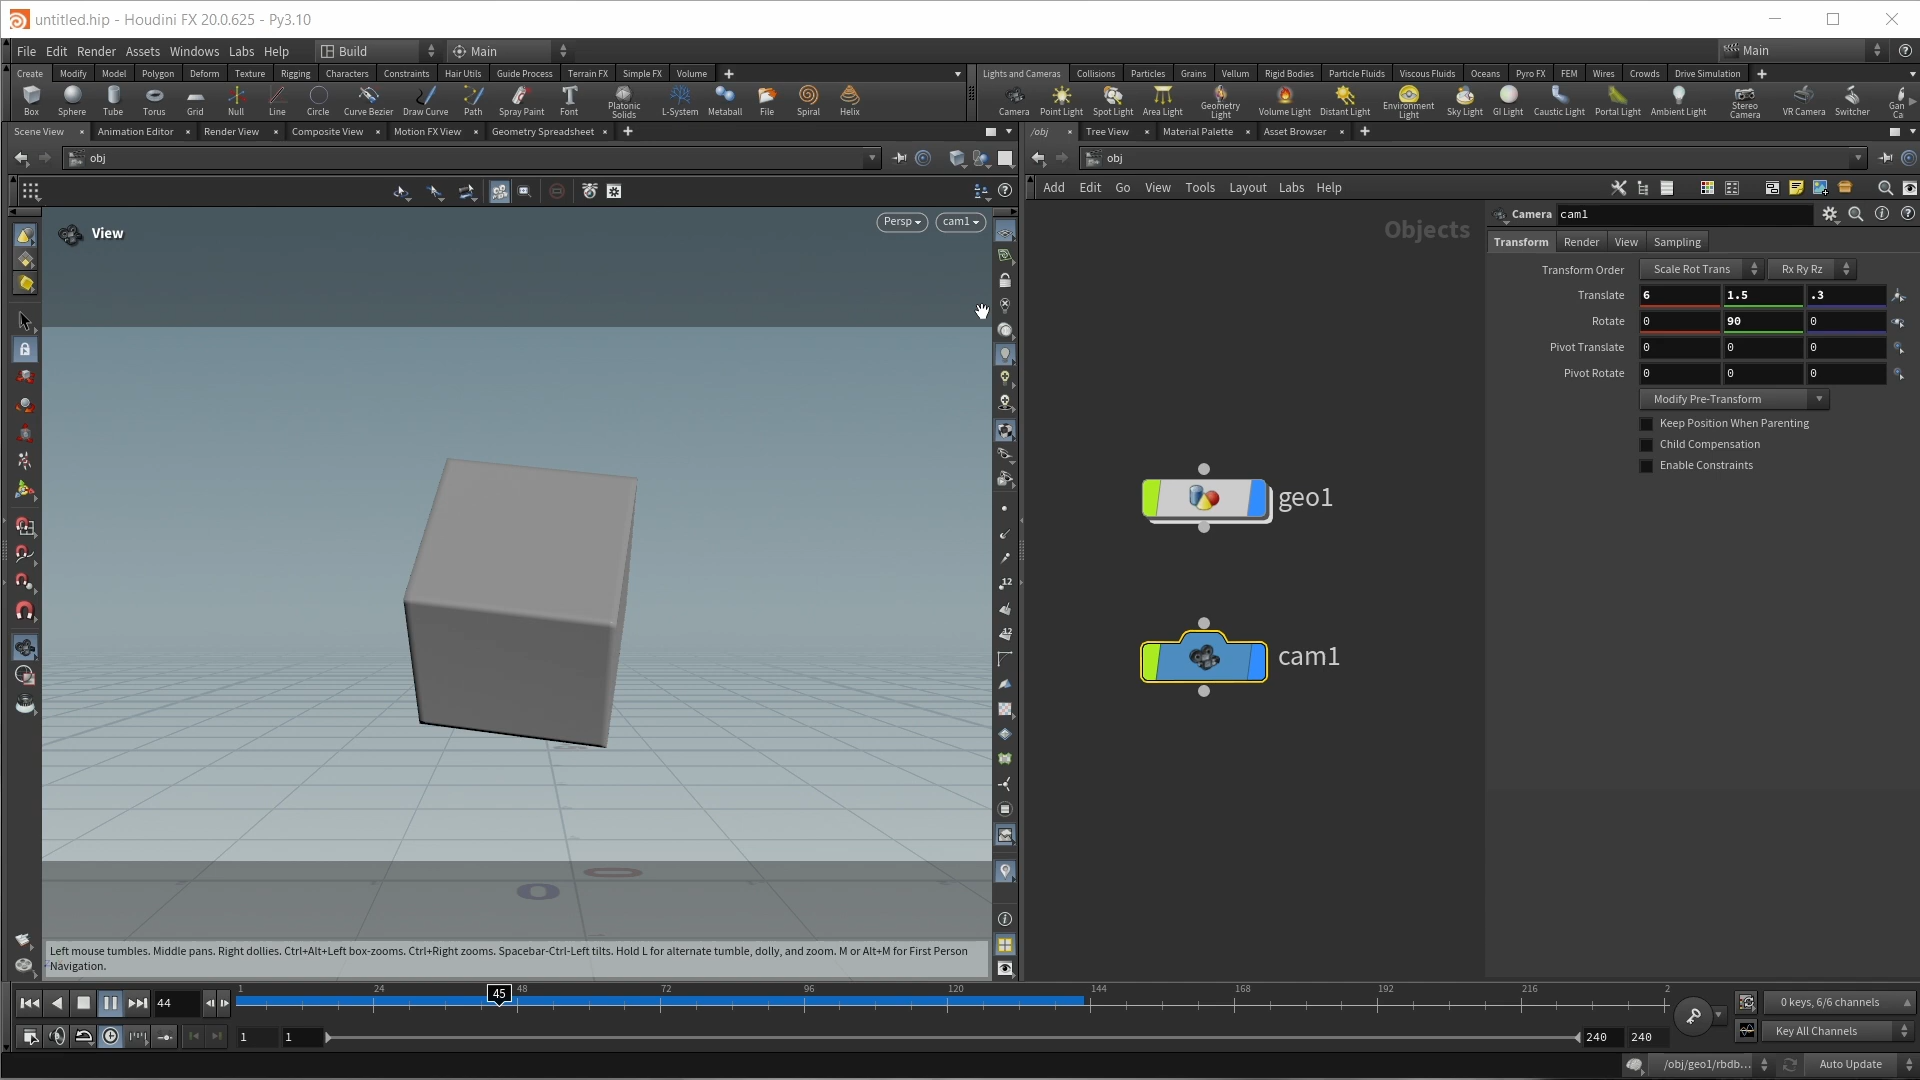 untitled.hip - Houdini FX 20.0.625 - Py3.10
File Edit Render Assets Windows Labs Help Build Main Main
Create Modify Model Polygon Deform Texture Rigging Characters Constraints Hair Utils Guide Process Terrain FX Simple FX Volume
Lights and Cameras Collisions Particles Grains Vellum Rigid Bodies Particle Fluids Viscous Fluids Oceans Pyro FX FEM Wires Crowds Drive Simulation
Box Sphere Tube Torus Grid Null Line Circle Curve Bezier Draw Curve Path Spray Paint Font Platonic Solids L-System Metaball File Spiral Helix
Camera Point Light Spot Light Area Light Geometry Light Volume Light Distant Light Environment Light Sky Light GI Light Caustic Light Portal Light Ambient Light Stereo Camera VR Camera Switcher Gan Ca
Scene View Animation Editor Render View Composite View Motion FX View Geometry Spreadsheet
/obj Tree View Material Palette Asset Browser
obj
obj
Add Edit Go View Tools Layout Labs Help
View
Persp
cam1
Objects
Camera cam1
Transform Render View Sampling
Transform Order Scale Rot Trans Rx Ry Rz
Translate 6 1.5 .3
Rotate 0 90 0
Pivot Translate 0 0 0
Pivot Rotate 0 0 0
Modify Pre-Transform
Keep Position When Parenting
Child Compensation
Enable Constraints
geo1
cam1
12
12
Left mouse tumbles. Middle pans. Right dollies. Ctrl+Alt+Left box-zooms. Ctrl+Right zooms. Spacebar-Ctrl-Left tilts. Hold L for alternate tumble, dolly, and zoom. M or Alt+M for First Person
Navigation.
44
1 24 45 48 72 96 120 144 168 192 216 2
0 keys, 6/6 channels
1 1 240 240
Key All Channels
/obj/geo1/rbdb... Auto Update